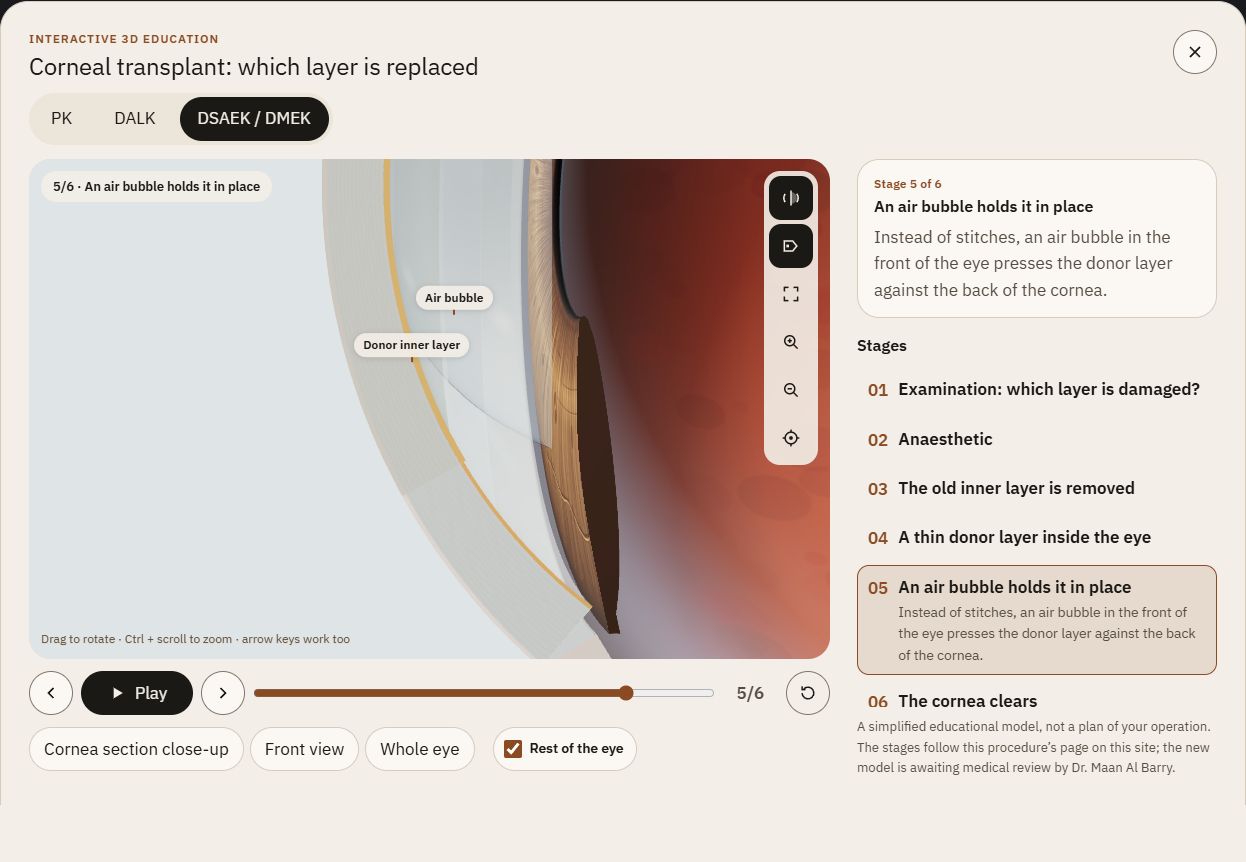 INTERACTIVE 3D EDUCATION
Corneal transplant: which layer is replaced
PK
DALK
DSAEK / DMEK
5/6 · An air bubble holds it in place
Air bubble
Donor inner layer
Drag to rotate · Ctrl + scroll to zoom · arrow keys work too
Play
5/6
Cornea section close-up
Front view
Whole eye
Rest of the eye
Stage 5 of 6
An air bubble holds it in place
Instead of stitches, an air bubble in the
front of the eye presses the donor layer
against the back of the cornea.
Stages
01 Examination: which layer is damaged?
02 Anaesthetic
03 The old inner layer is removed
04 A thin donor layer inside the eye
05 An air bubble holds it in place
Instead of stitches, an air bubble in the front of
the eye presses the donor layer against the back
of the cornea.
06 The cornea clears
A simplified educational model, not a plan of your operation.
The stages follow this procedure’s page on this site; the new
model is awaiting medical review by Dr. Maan Al Barry.